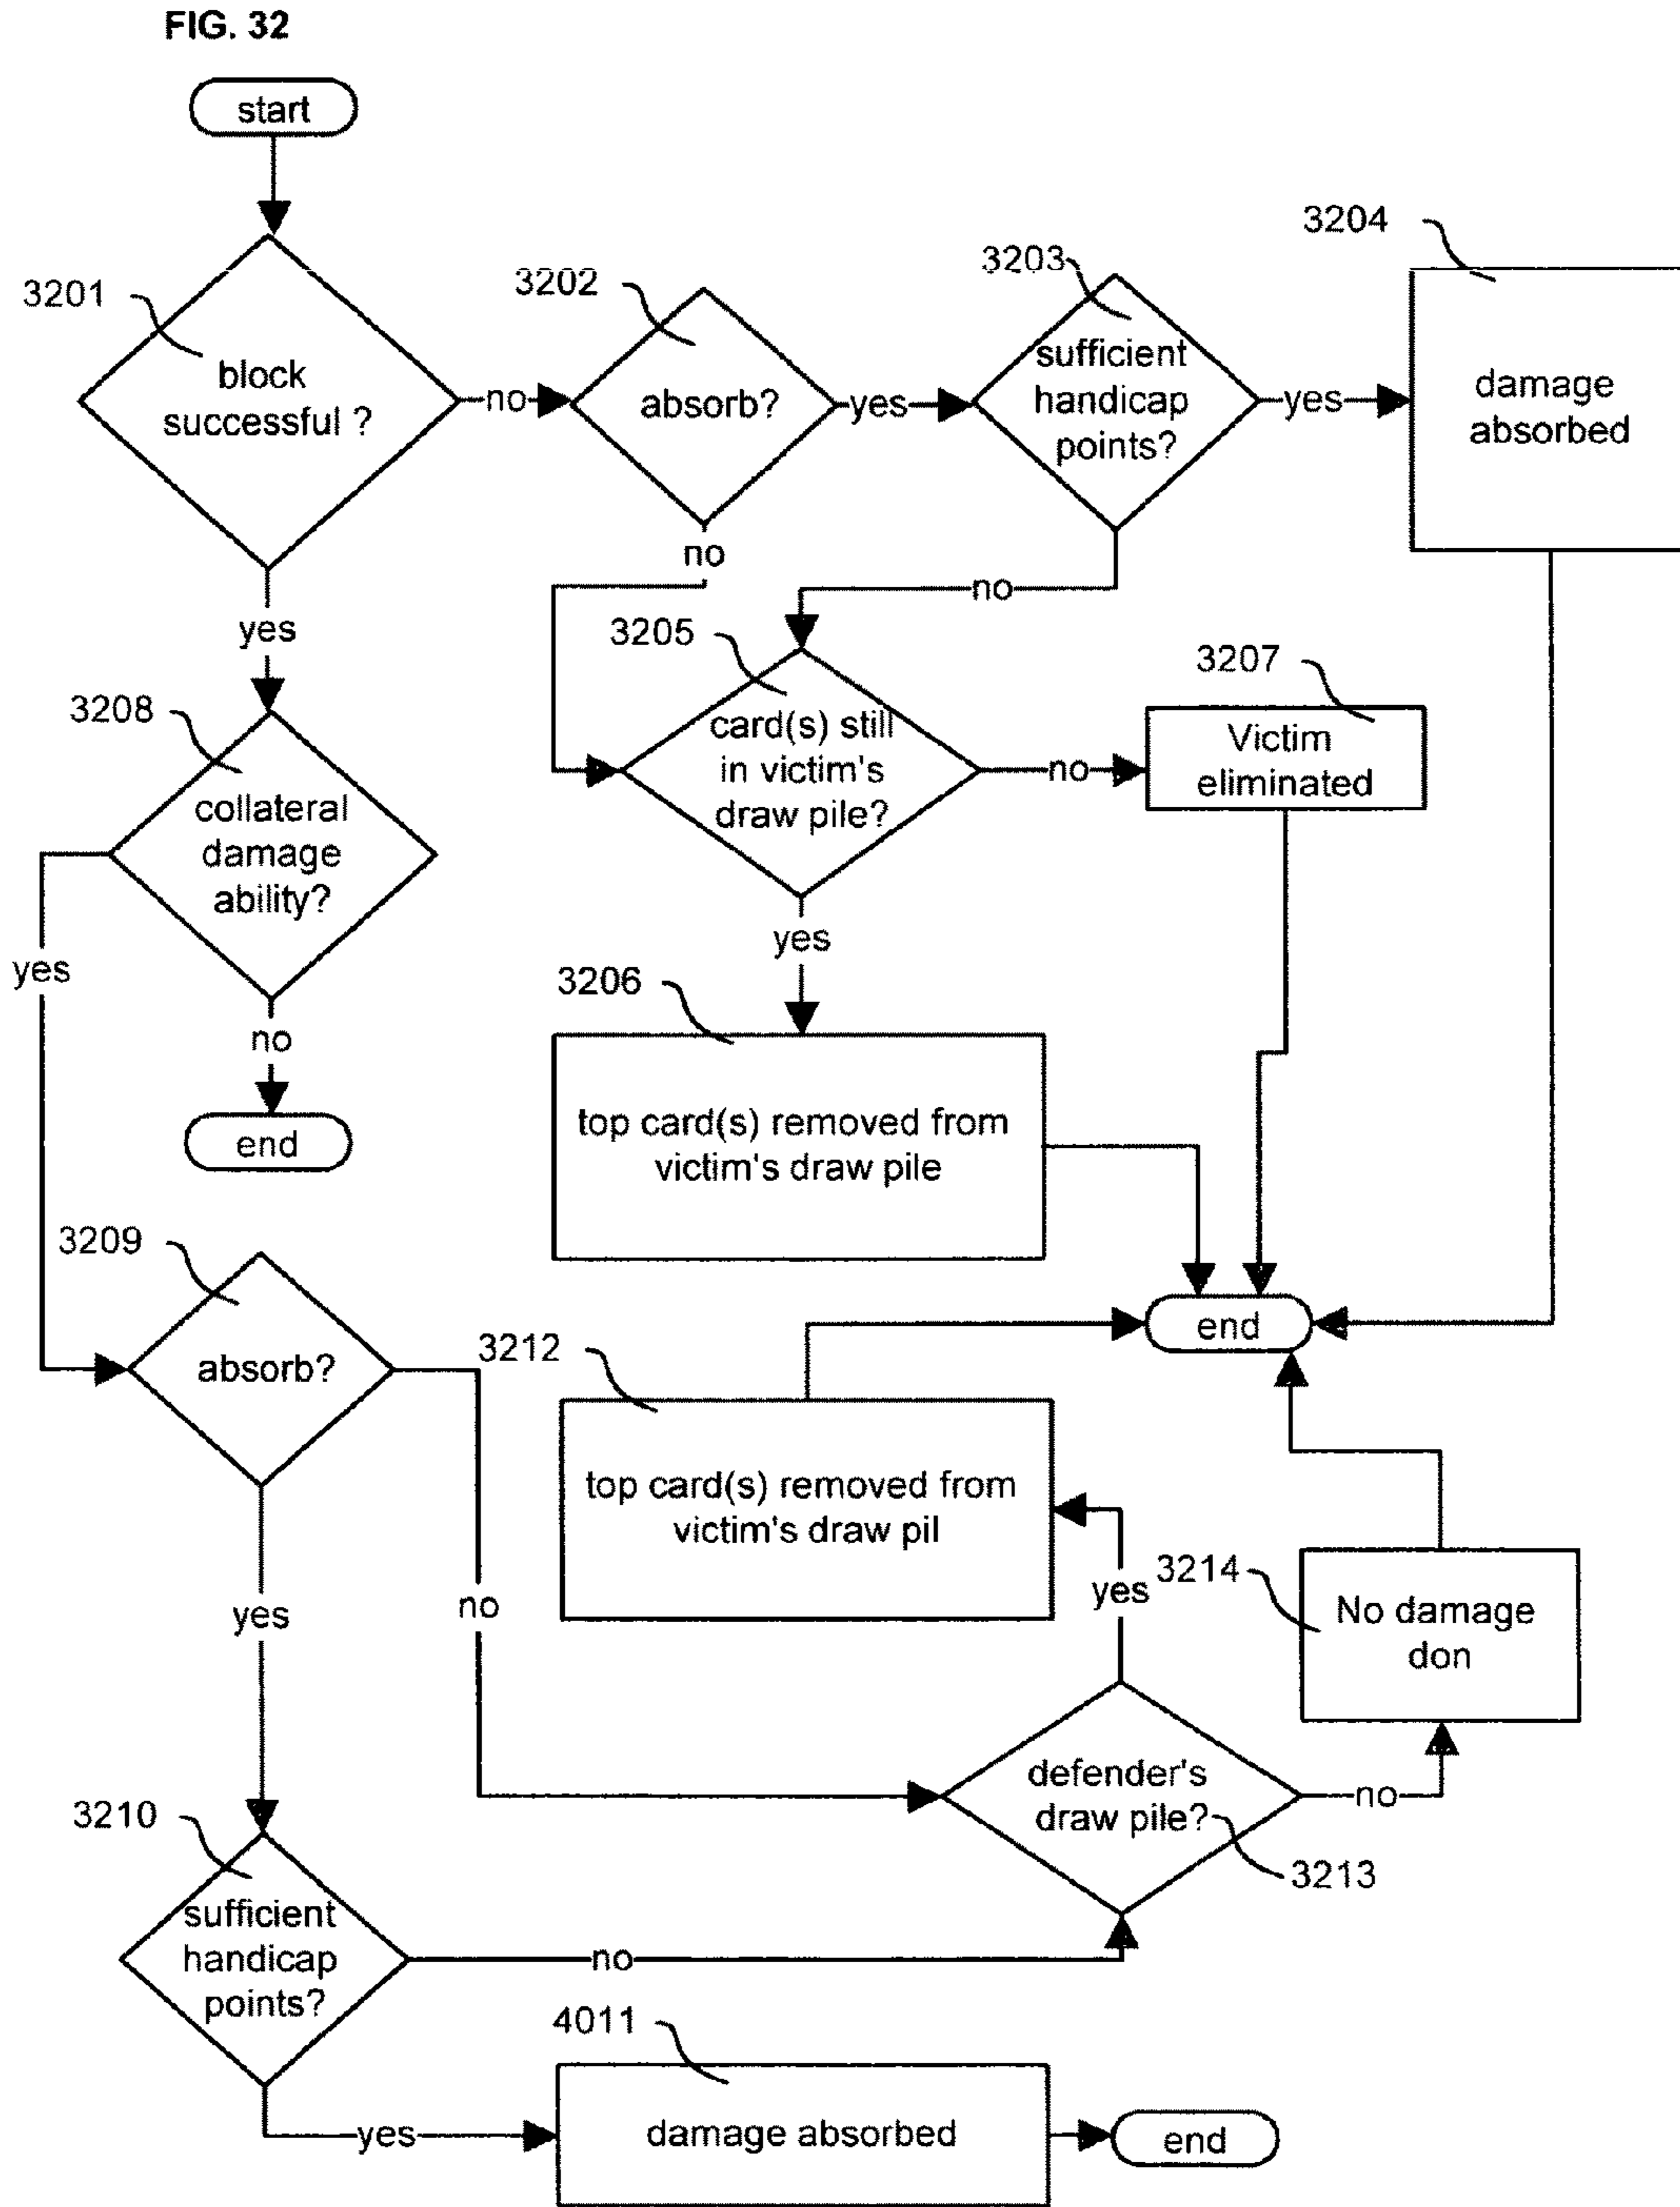 FIG. 32
start
3201
block
successful ?
no
3202
absorb?
yes
3203
sufficient
handicap
points?
yes
3204
damage
absorbed
yes
no
no
3205
card(s) still
in victim's
draw pile?
no
3207
Victim
eliminated
3208
collateral
damage
ability?
yes
no
end
yes
3206
top card(s) removed from
victim's draw pile
end
3209
absorb?
yes
no
3212
top card(s) removed from
victim's draw pil
yes
3214
No damage
don
defender's
draw pile?
no
3213
3210
sufficient
handicap
points?
no
yes
4011
damage absorbed
end